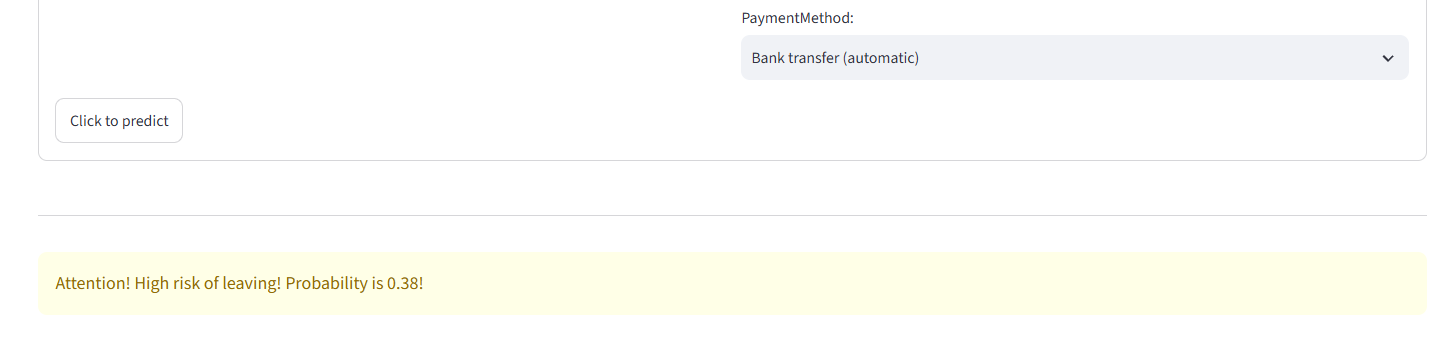 PaymentMethod:
Bank transfer (automatic)
Click to predict
Attention! High risk of leaving! Probability is 0.38!